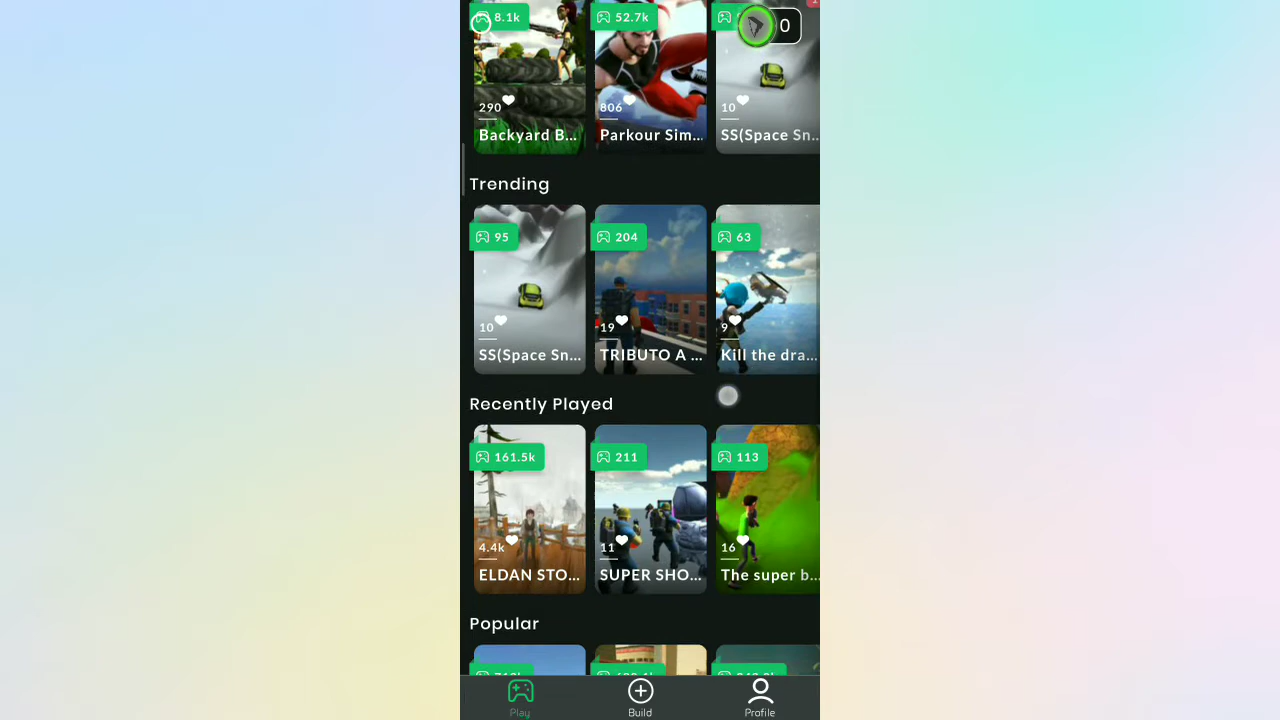 8.1k 52.7k 0
290 806 10
Backyard B... Parkour Sim... SS(Space Sn...
Trending
95 204 63
10 19 9
SS(Space Sn... TRIBUTO A ... Kill the dra...
Recently Played
161.5k 211 113
4.4k 11 16
ELDAN STO... SUPER SHO... The super b...
Popular
Play Build Profile